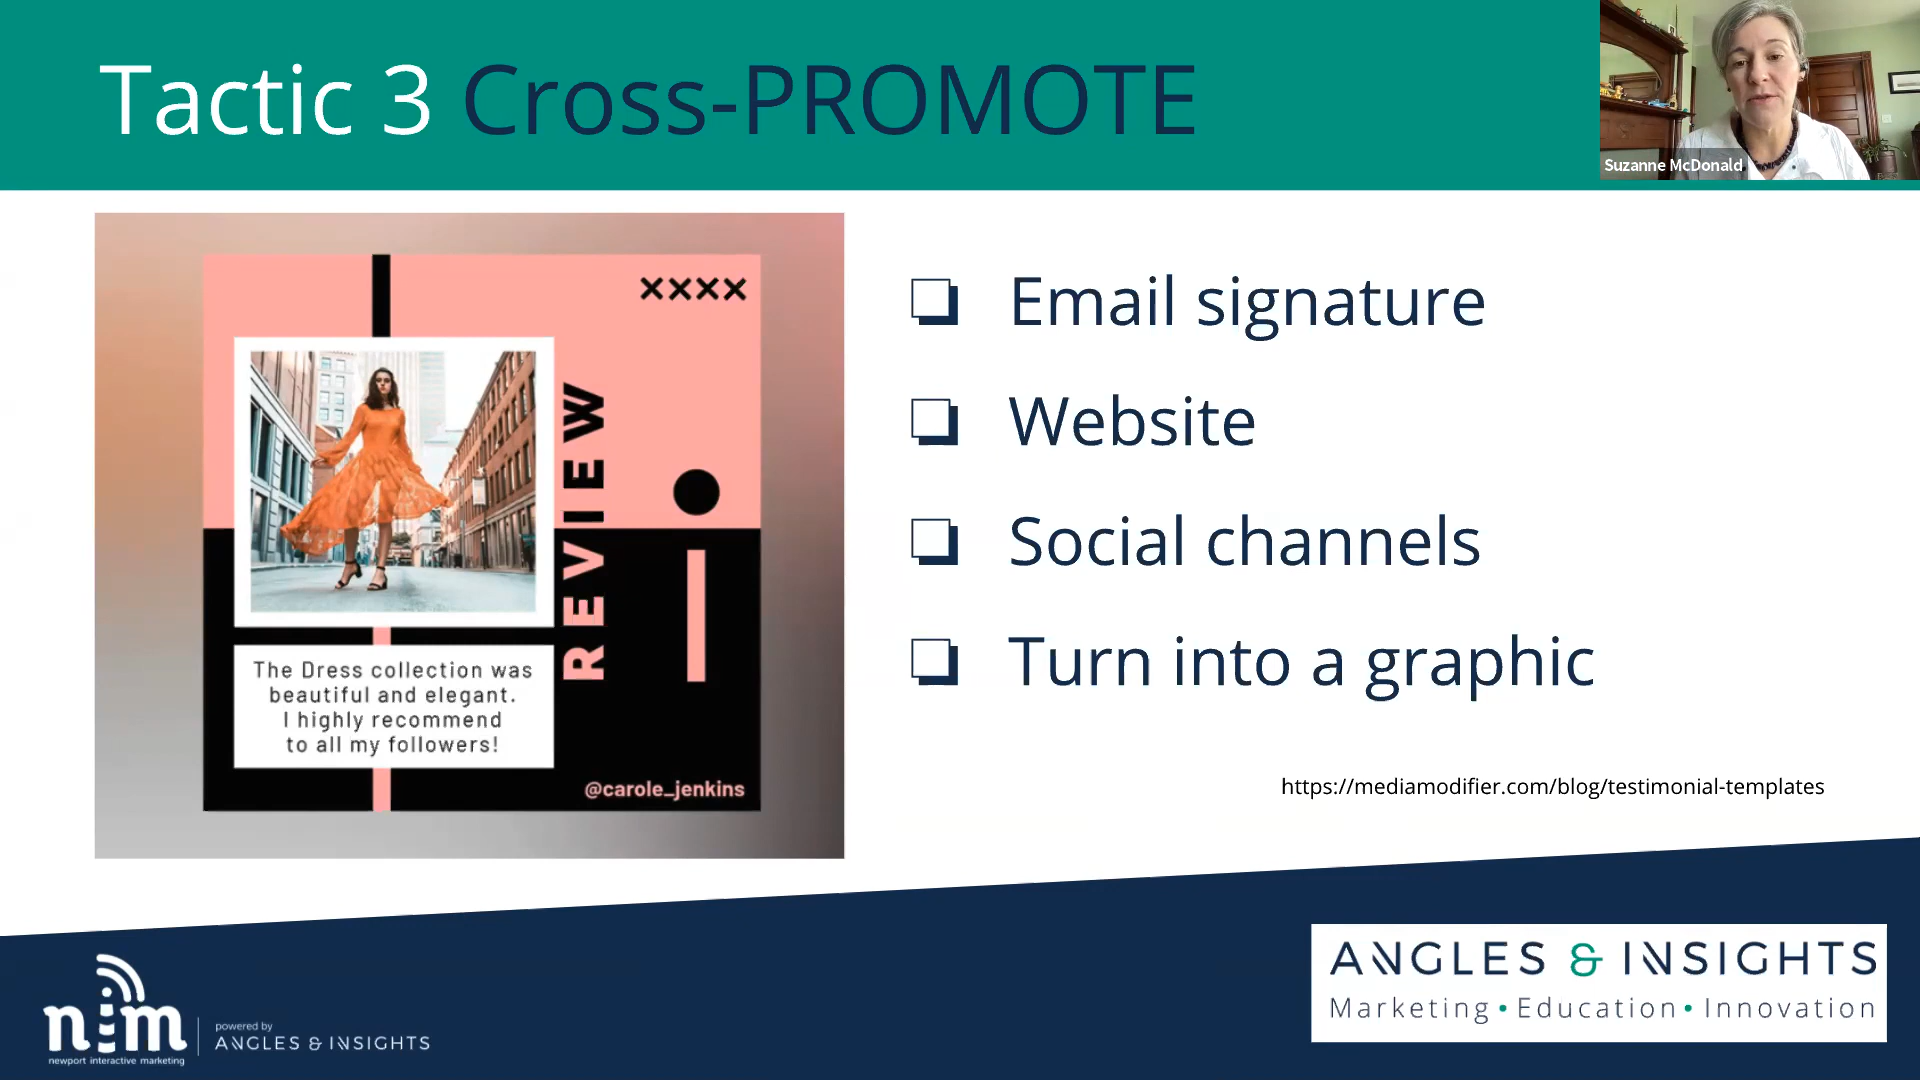 Tactic 3 Cross-PROMOTE
Suzanne McDonald
XXXX
REVIEW
The Dress collection was
beautiful and elegant.
I highly recommend
to all my followers!
@carole_jenkins
Email signature
Website
Social channels
Turn into a graphic
https://mediamodifier.com/blog/testimonial-templates
nim
newport interactive marketing
powered by
ANGLES & INSIGHTS
ANGLES & INSIGHTS
Marketing • Education • Innovation